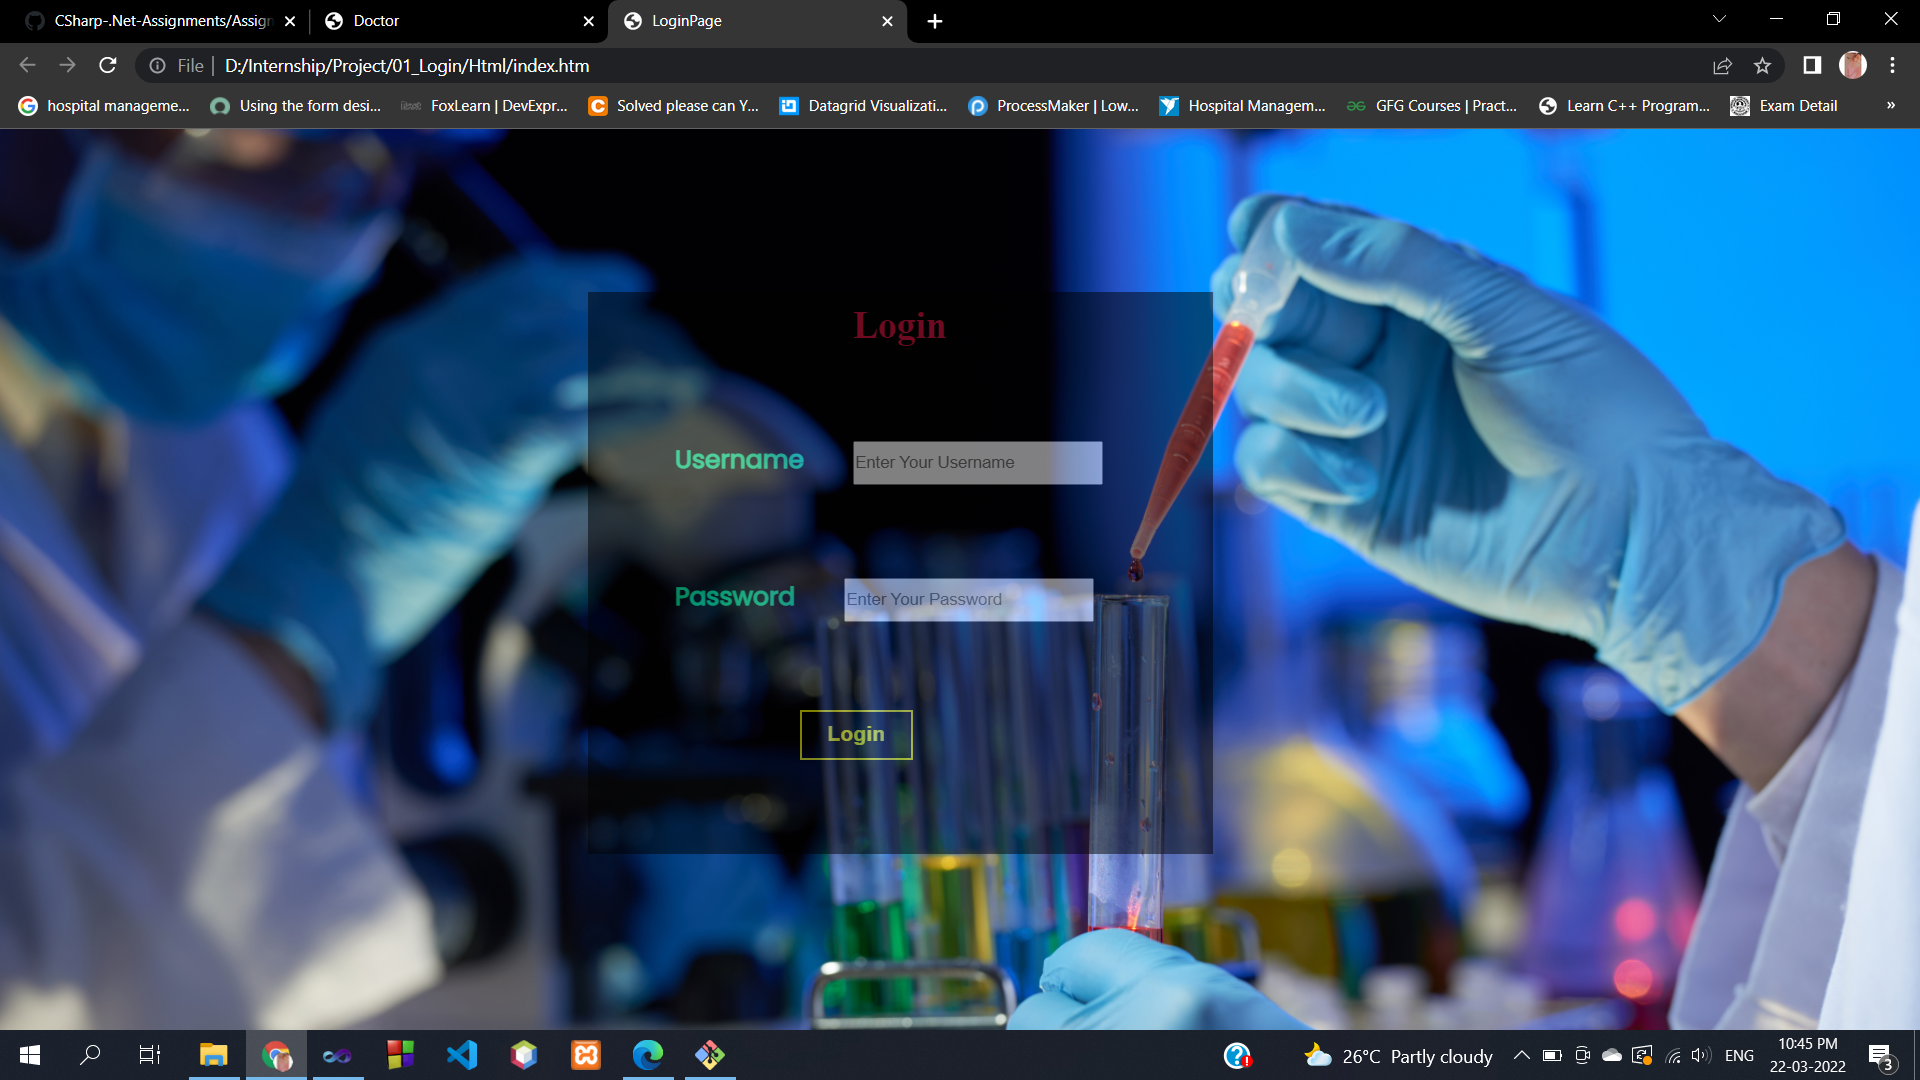 CSharp-.Net-Assignments/Assign
Doctor
LoginPage
File
D:/Internship/Project/01_Login/Html/index.htm
hospital manageme...
Using the form desi...
FoxLearn | DevExpr...
Solved please can Y...
Datagrid Visualizati...
ProcessMaker | Low...
Hospital Managem...
GFG Courses | Pract...
Learn C++ Program...
Exam Detail
»
Login
Username
Enter Your Username
Password
Enter Your Password
Login
26°C Partly cloudy
ENG
10:45 PM
22-03-2022
3